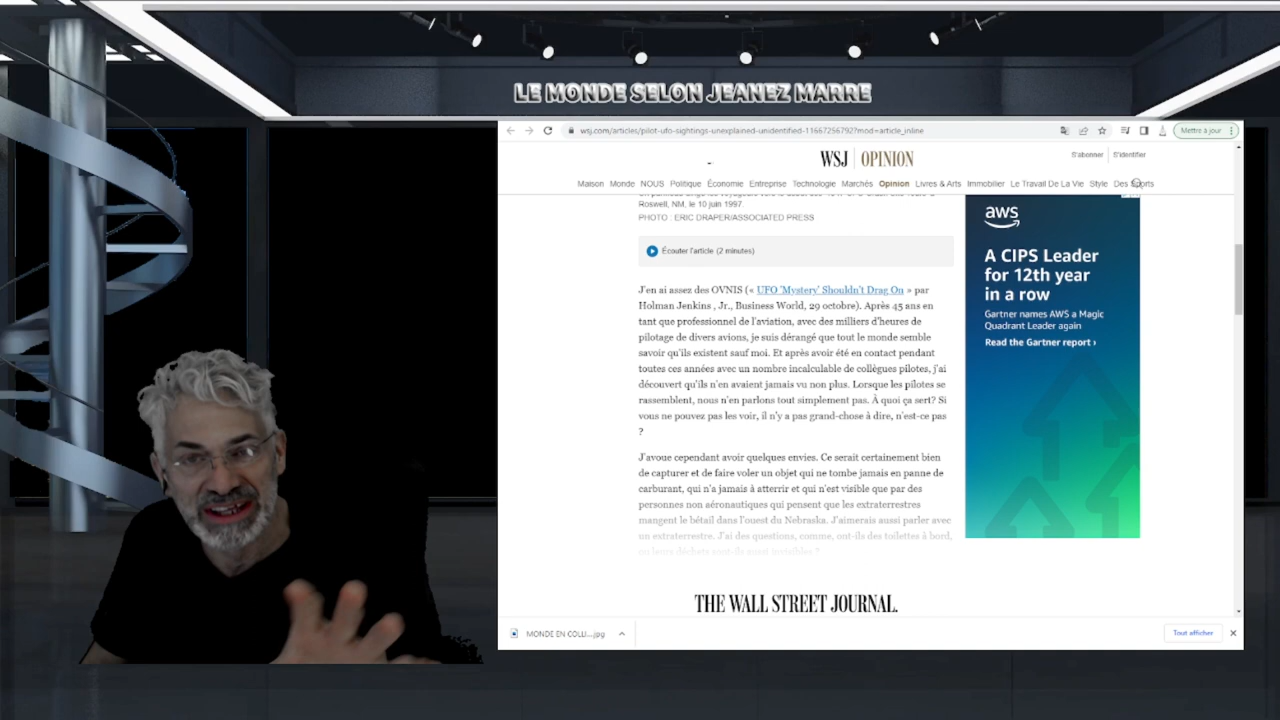 LE MONDE SELON JEANEZ MARRE
wsj.com/articles/pilot-ufo-sightings-unexplained-unidentified-11667256792?mod=article_inline
Mettre à jour
WSJ OPINION
S'abonner S'identifier
Maison Monde NOUS Politique Économie Entreprise Technologie Marchés Opinion Livres & Arts Immobilier Le Travail De La Vie Style Des Sports
Roswell, NM, le 10 juin 1997.
PHOTO : ERIC DRAPER/ASSOCIATED PRESS
Écouter l'article (2 minutes)
J'en ai assez des OVNIS (« UFO 'Mystery' Shouldn't Drag On » par
Holman Jenkins , Jr., Business World, 29 octobre). Après 45 ans en
tant que professionnel de l'aviation, avec des milliers d'heures de
pilotage de divers avions, je suis dérangé que tout le monde semble
savoir qu'ils existent sauf moi. Et après avoir été en contact pendant
toutes ces années avec un nombre incalculable de collègues pilotes, j'ai
découvert qu'ils n'en avaient jamais vu non plus. Lorsque les pilotes se
rassemblent, nous n'en parlons tout simplement pas. À quoi ça sert? Si
vous ne pouvez pas les voir, il n'y a pas grand-chose à dire, n'est-ce pas
?
J'avoue cependant avoir quelques envies. Ce serait certainement bien
de capturer et de faire voler un objet qui ne tombe jamais en panne de
carburant, qui n'a jamais à atterrir et qui n'est visible que par des
personnes non aéronautiques qui pensent que les extraterrestres
mangent le bétail dans l'ouest du Nebraska. J'aimerais aussi parler avec
un extraterrestre. J'ai des questions, comme, ont-ils des toilettes à bord,
ou leurs déchets sont-ils aussi invisibles ?
THE WALL STREET JOURNAL.
aws
A CIPS Leader
for 12th year
in a row
Gartner names AWS a Magic
Quadrant Leader again
Read the Gartner report ›
MONDE EN COLLI....jpg
Tout afficher